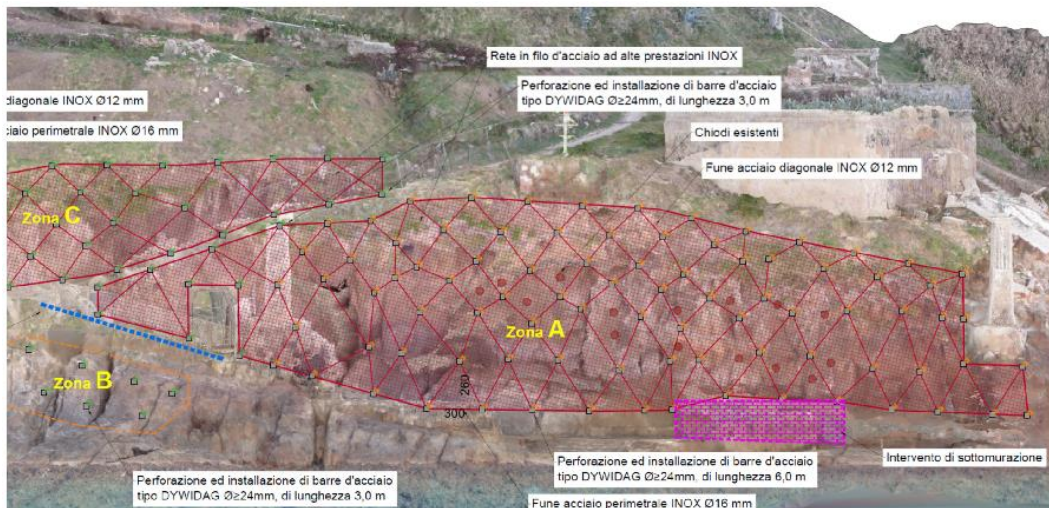 Rete in filo d'acciaio ad alte prestazioni INOX
Perforazione ed installazione di barre d'acciaio
tipo DYWIDAG Ø≥24mm, di lunghezza 3,0 m
diagonale INOX Ø12 mm
perimetrale INOX Ø16 mm
Chiodi esistenti
Fune acciaio diagonale INOX Ø12 mm
Zona C
Zona A
Zona B
260
300
Intervento di sottomurazione
Perforazione ed installazione di barre d'acciaio
tipo DYWIDAG Ø≥24mm, di lunghezza 6,0 m
Perforazione ed installazione di barre d'acciaio
tipo DYWIDAG Ø≥24mm, di lunghezza 3,0 m
Fune acciaio perimetrale INOX Ø16 mm